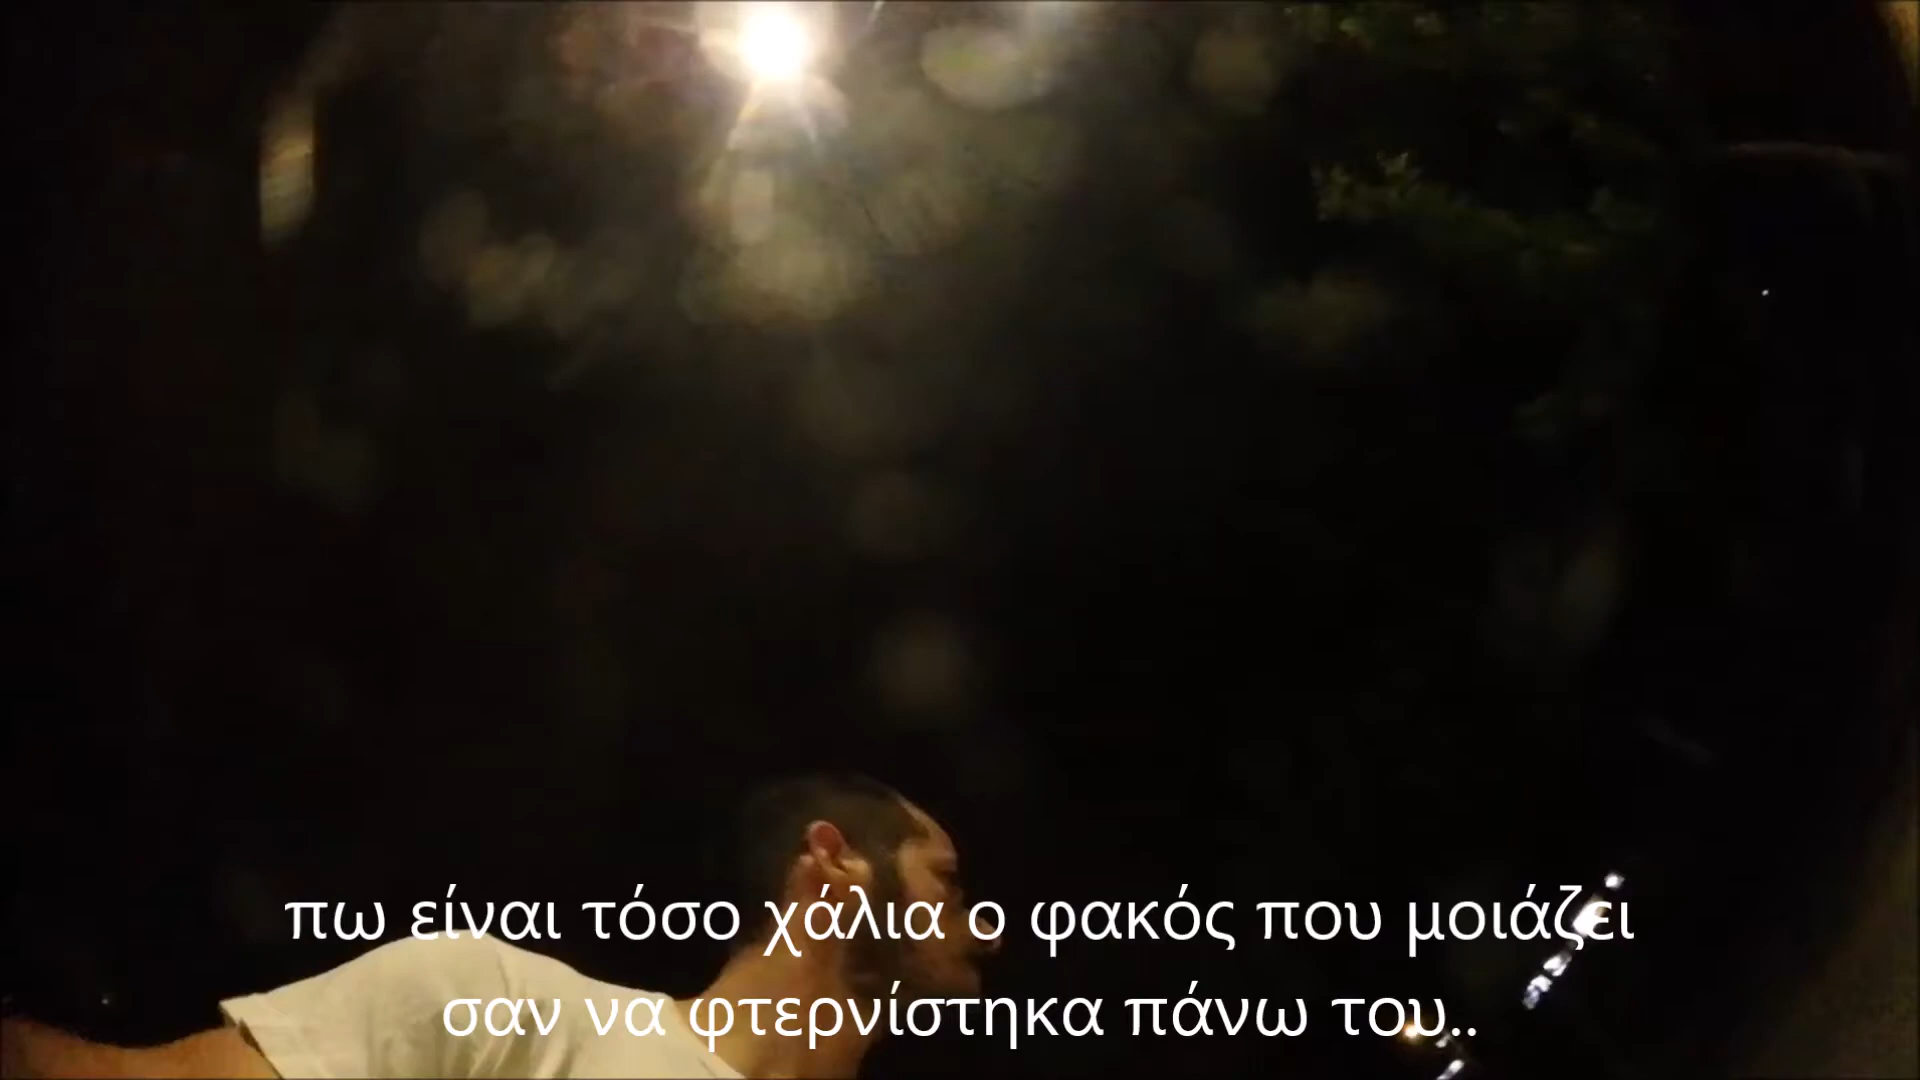 πω είναι τόσο χάλια ο φακός που μοιάζει
σαν να φτερνίστηκα πάνω του..